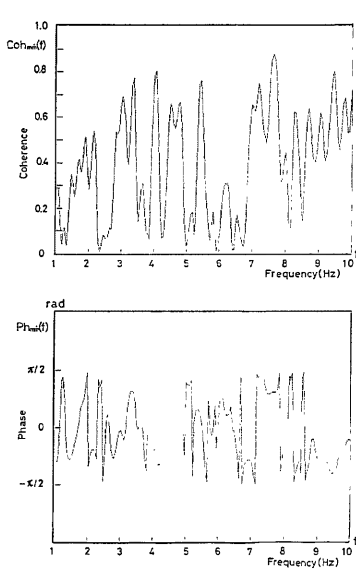 1.0
Coh
0.8
0.6
Coherence
0.4
0.2
0
1 2 3 4 5 6 7 8 9 10 f
Frequency(Hz)
rad
Ph
π/2
Phase
0
-π/2
1 2 3 4 5 6 7 8 9 10 f
Frequency(Hz)